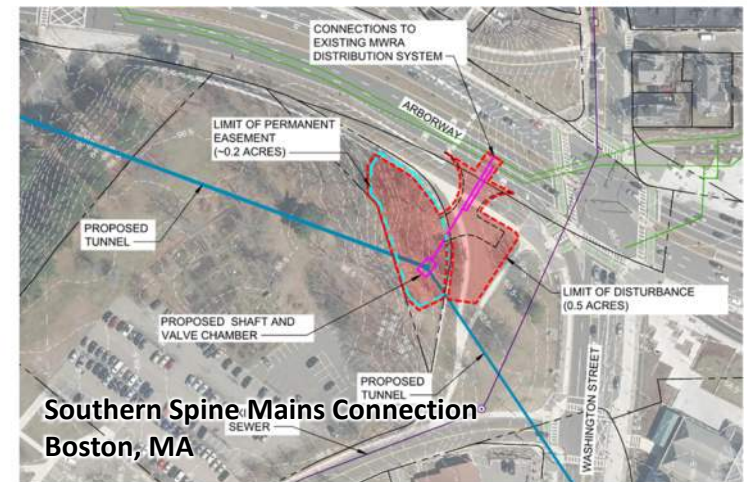 CONNECTIONS TO
EXISTING MWRA
DISTRIBUTION SYSTEM
ARBORWAY
LIMIT OF PERMANENT
EASEMENT
(~0.2 ACRES)
PROPOSED
TUNNEL
LIMIT OF DISTURBANCE
(0.5 ACRES)
PROPOSED SHAFT AND
VALVE CHAMBER
PROPOSED
TUNNEL
WASHINGTON STREET
Southern Spine Mains Connection
SEWER
Boston, MA